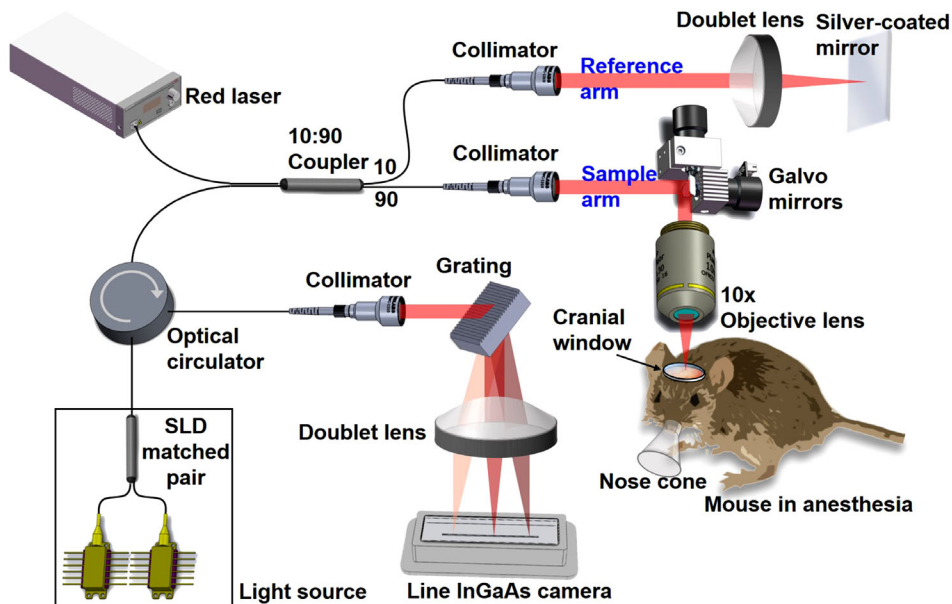 Doublet lens
Silver-coated
mirror
Collimator
Reference
arm
Red laser
10:90
Coupler
10
90
Collimator
Sample
arm
Galvo
mirrors
Grating
Collimator
10x
Objective lens
Cranial
window
Optical
circulator
Doublet lens
SLD
matched
pair
Nose cone
Mouse in anesthesia
Light source
Line InGaAs camera